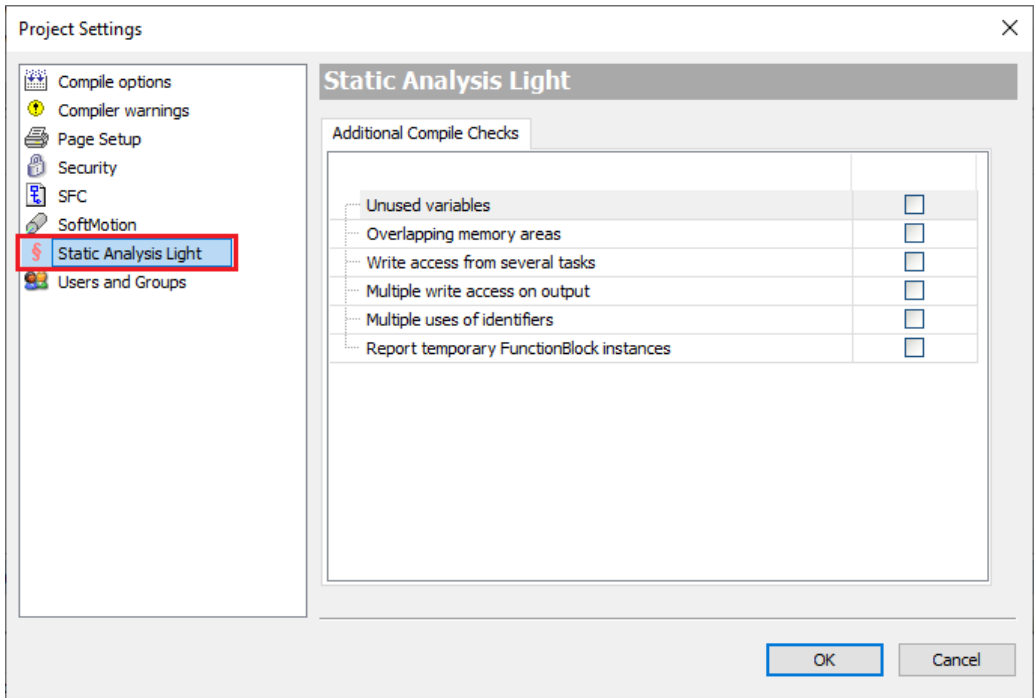 Project Settings
Compile options
Compiler warnings
Page Setup
Security
SFC
SoftMotion
§ Static Analysis Light
Users and Groups
Static Analysis Light
Additional Compile Checks
Unused variables
Overlapping memory areas
Write access from several tasks
Multiple write access on output
Multiple uses of identifiers
Report temporary FunctionBlock instances
OK
Cancel